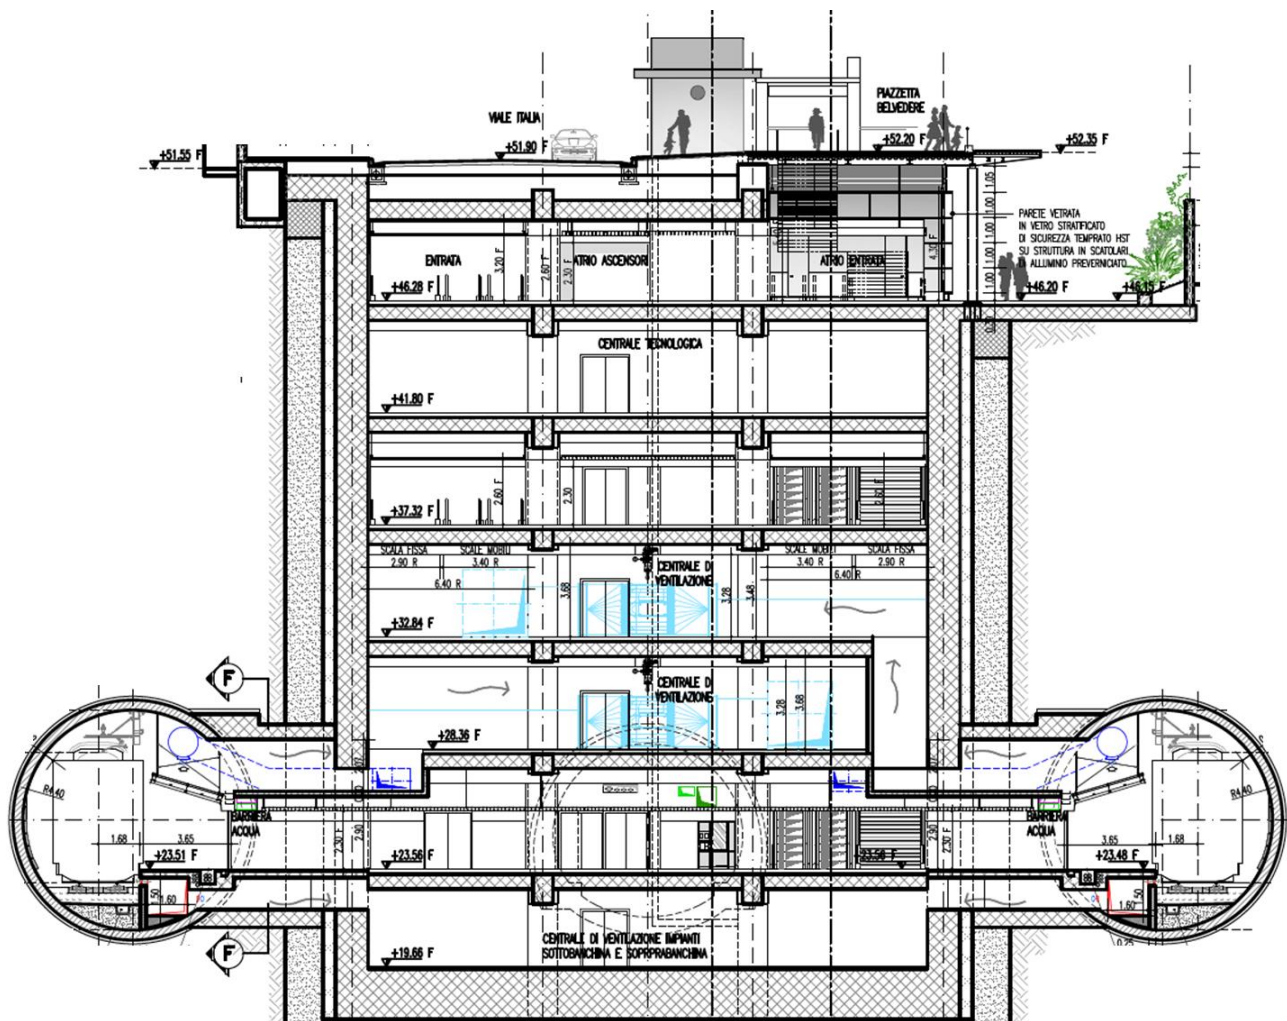 PIAZZETTA
BELVEDERE
VIALE ITALIA
+51.55 F
+51.90 F
+52.20 F
+52.35 F
1.05
1.00
1.00
1.00
1.00
PARETE VETRATA
IN VETRO STRATIFICATO
DI SICUREZZA TEMPRATO HST
SU STRUTTURA IN SCATOLARI
IN ALLUMINIO PREVERNICIATO
ENTRATA
3.20 F
2.60 F
2.30 F
ATRIO ASCENSORI
ATRIO ENTRATA
4.30 F
+46.28 F
+46.20 F
+46.15 F
CENTRALE TECNOLOGICA
+41.80 F
2.60 F
2.30
2.60 F
+37.32 F
SCALA FISSA
SCALE MOBILI
2.90 R
3.40 R
6.40 R
CENTRALE DI
VENTILAZIONE
SCALE MOBILI
SCALA FISSA
3.40 R
2.90 R
6.40 R
3.68
3.28
3.48
+32.84 F
F
CENTRALE DI
VENTILAZIONE
3.28
3.68
+28.36 F
R4.40
R4.40
BARRIERA
ACQUA
BARRIERA
ACQUA
1.68
3.65
2.30 F
2.90
2.90
2.30 F
3.65
1.68
+23.51 F
+23.56 F
+23.56 F
+23.48 F
.50
1.60
.50
1.60
0.25
F
CENTRALE DI VENTILAZIONE IMPIANTI
SOTTOBANCHINA E SOPRPRABANCHINA
+19.66 F